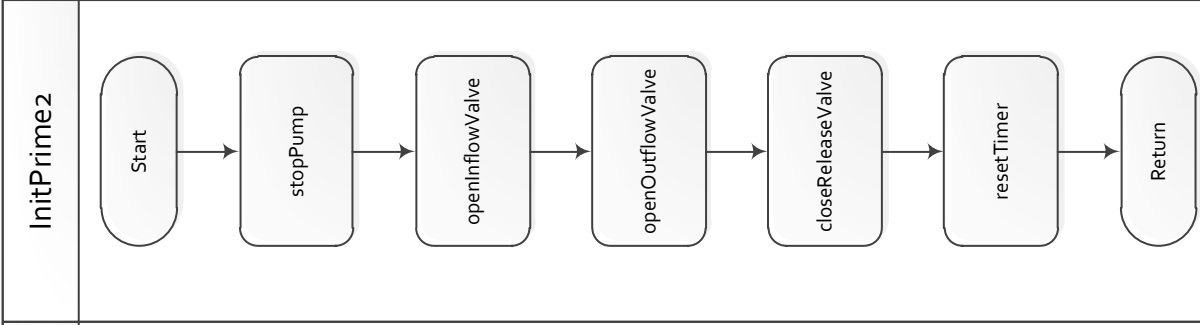 InitPrime2
Start
stopPump
openInflowValve
openOutflowValve
closeReleaseValve
resetTimer
Return